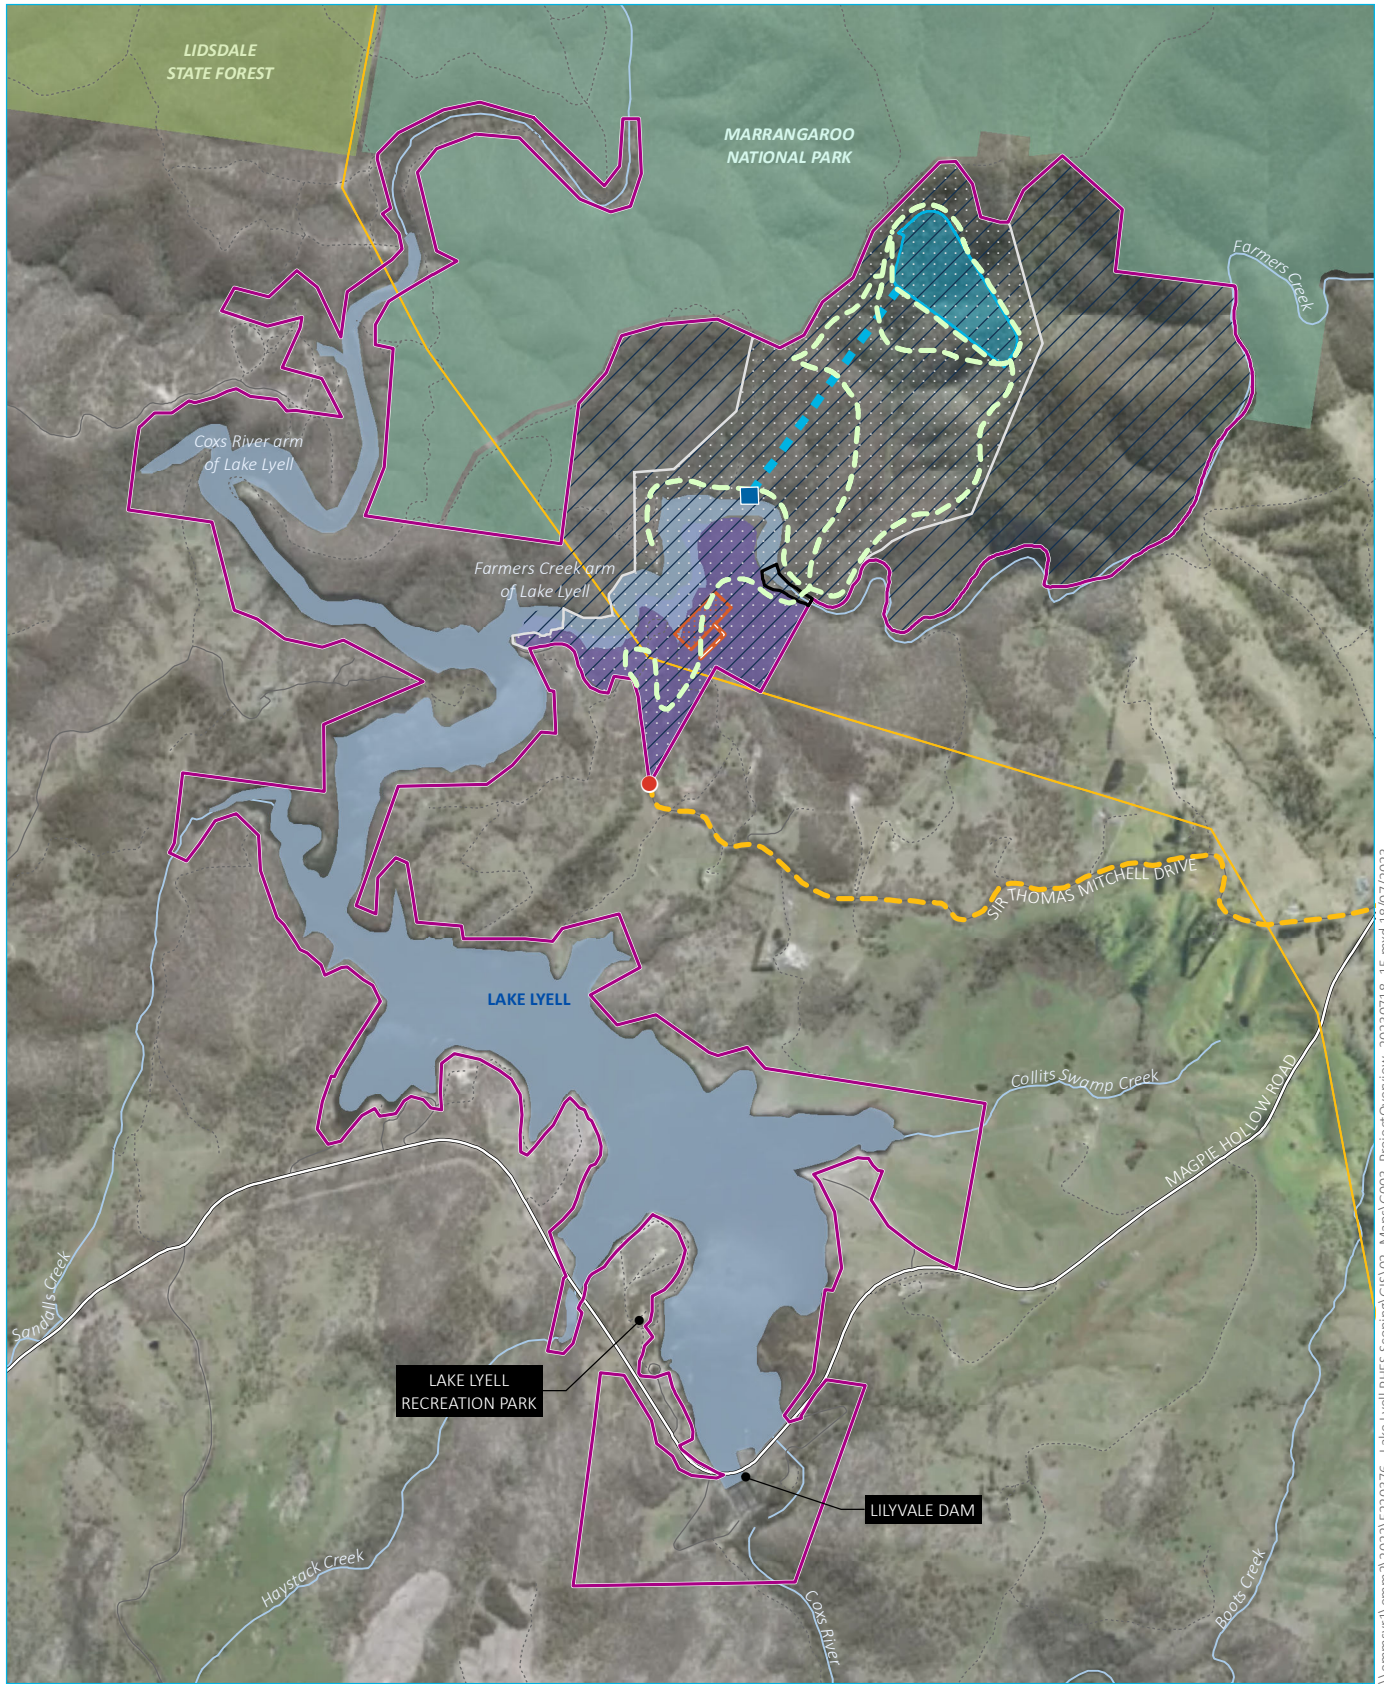 LIDSDALE
STATE FOREST
MARRANGAROO
NATIONAL PARK
Farmers Creek
Coxs River arm
of Lake Lyell
Farmers Creek arm
of Lake Lyell
SIR THOMAS MITCHELL DRIVE
LAKE LYELL
Collits Swamp Creek
MAGPIE HOLLOW ROAD
Sandalls Creek
LAKE LYELL
RECREATION PARK
LILYVALE DAM
Haystack Creek
Coxs River
Boots Creek